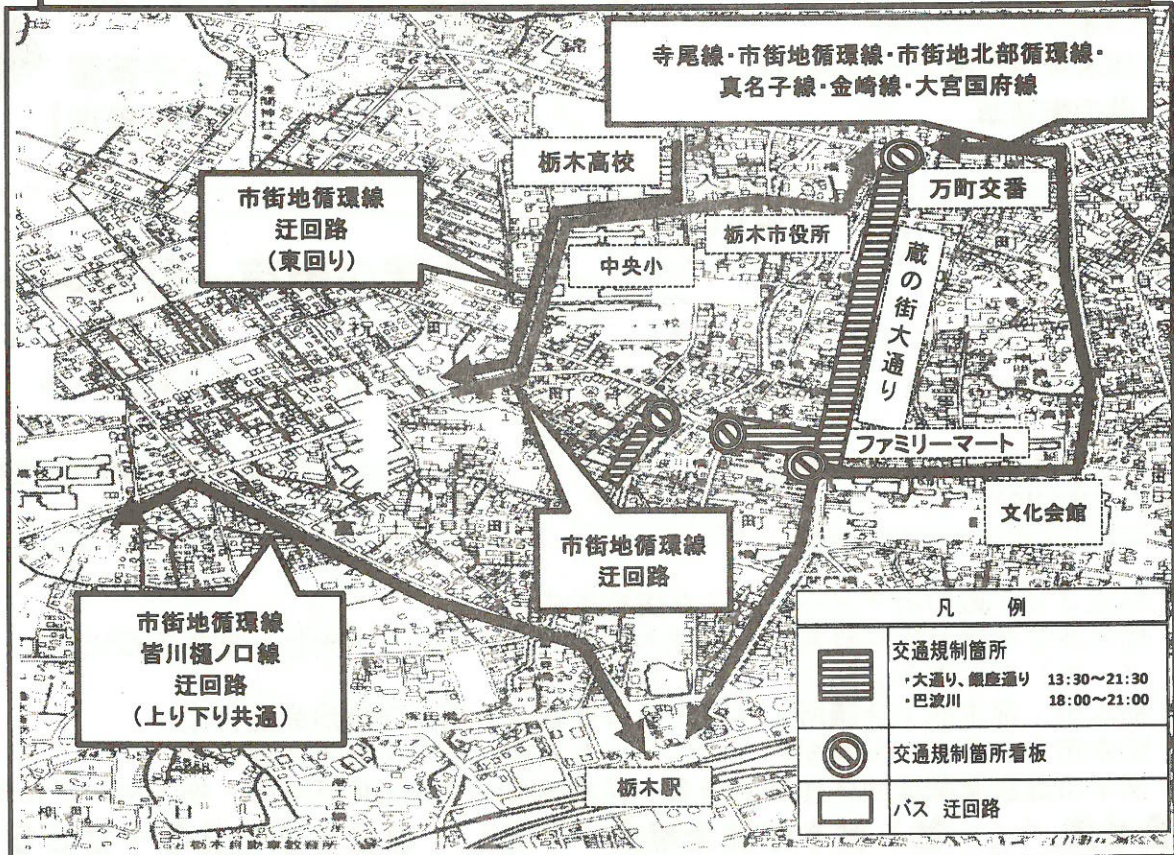 寺尾線・市街地循環線・市街地北部循環線・
真名子線・金崎線・大宮国府線
栃木高校
万町交番
市街地循環線
迂回路
(東回り)
栃木市役所
中央小
蔵の街大通り
ファミリーマート
文化会館
市街地循環線
迂回路
市街地循環線
皆川樋ノ口線
迂回路
(上り下り共通)
栃木駅
凡 例
交通規制箇所
・大通り、銀座通り 13:30～21:30
・巴波川 18:00～21:00
交通規制箇所看板
バス 迂回路